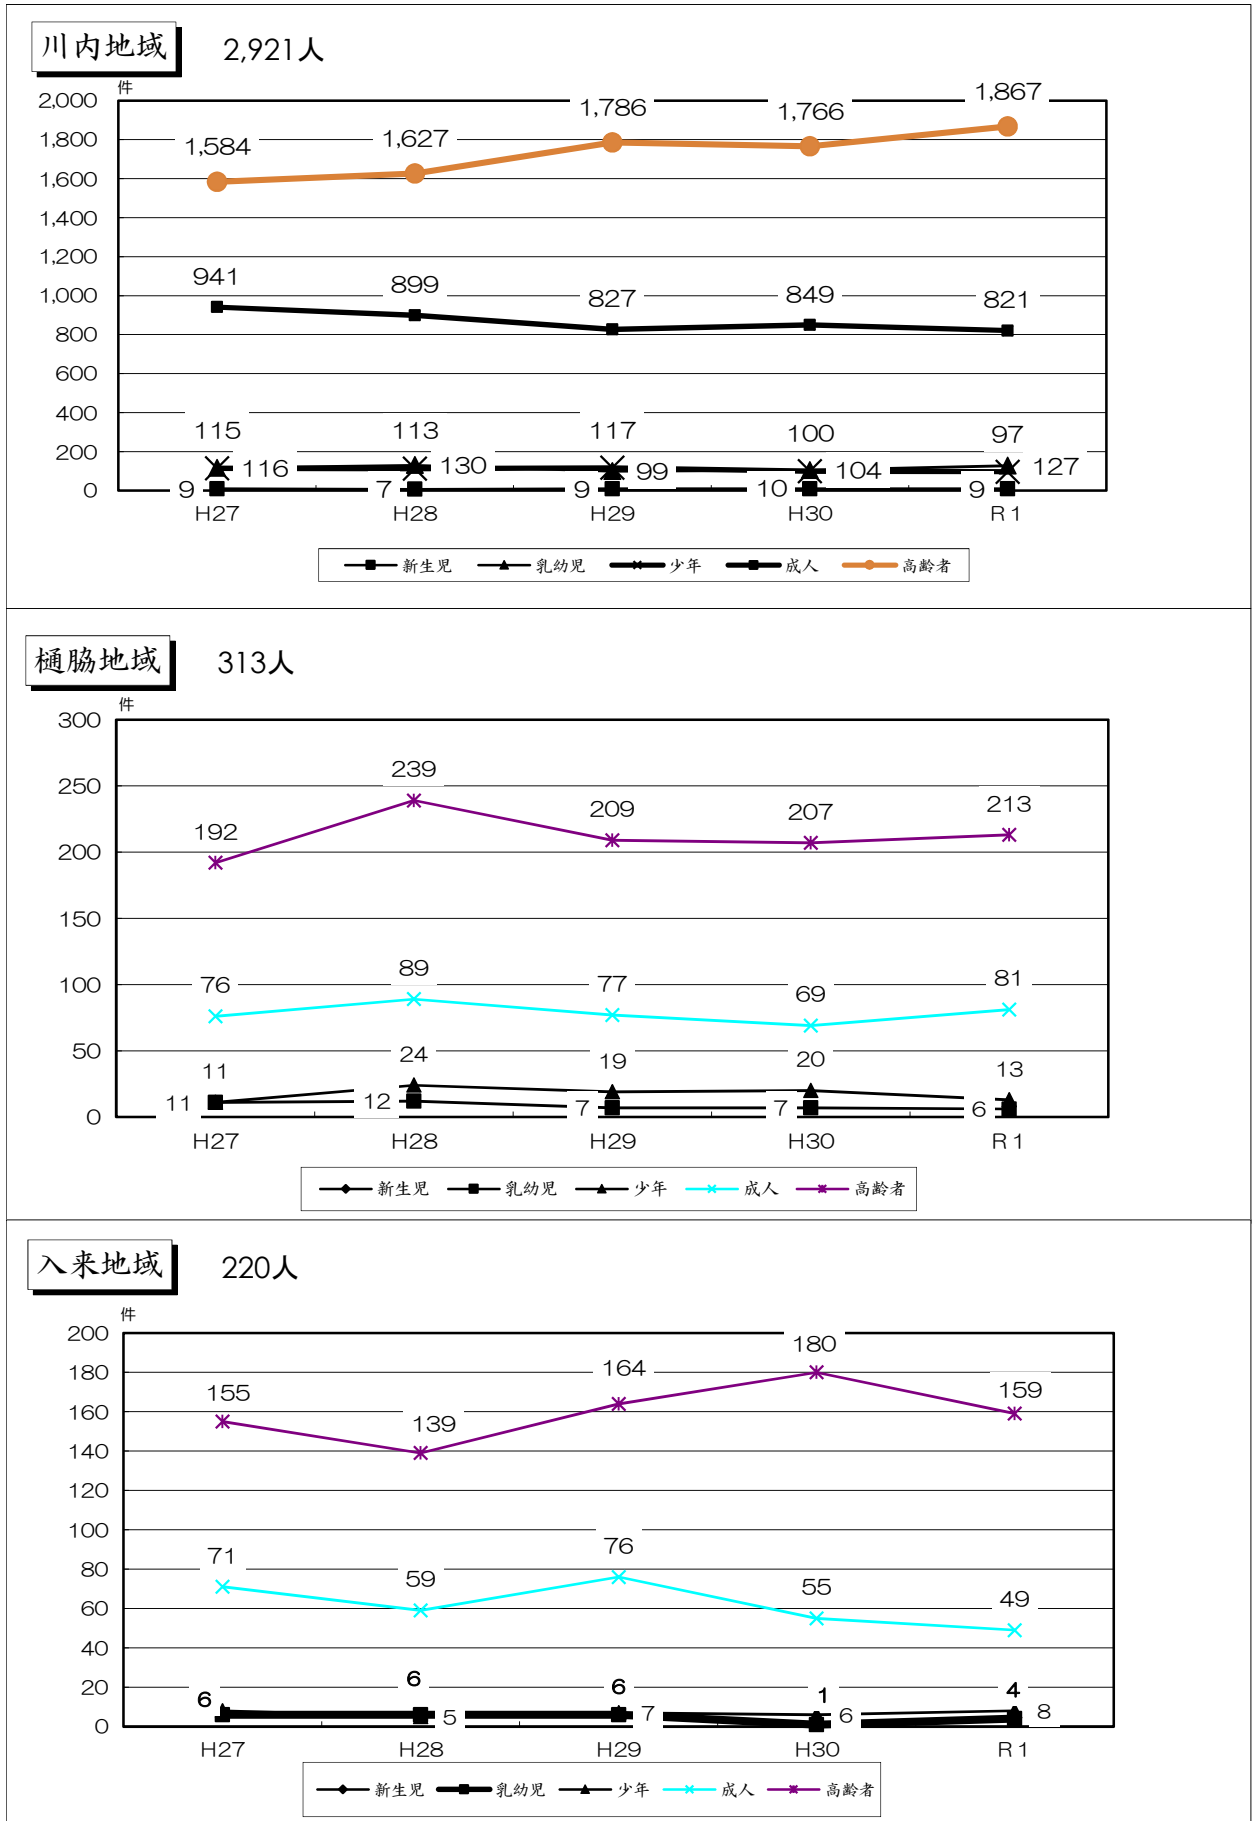 川内地域 2,921人
件
2,000
1,800
1,600
1,400
1,200
1,000
800
600
400
200
0
1,584 1,627 1,786 1,766 1,867
941 899 827 849 821
115 113 117 100 97
116 130 99 104 127
9 7 9 10 9
H27 H28 H29 H30 R1
新生児 乳幼児 少年 成人 高齢者
樋脇地域 313人
件
300
250
200
150
100
50
0
192 239 209 207 213
76 89 77 69 81
11 24 19 20 13
11 12 7 7 6
H27 H28 H29 H30 R1
新生児 乳幼児 少年 成人 高齢者
入来地域 220人
件
200
180
160
140
120
100
80
60
40
20
0
155 139 164 180 159
71 59 76 55 49
6 6 6 1 4
5 7 6 8
H27 H28 H29 H30 R1
新生児 乳幼児 少年 成人 高齢者